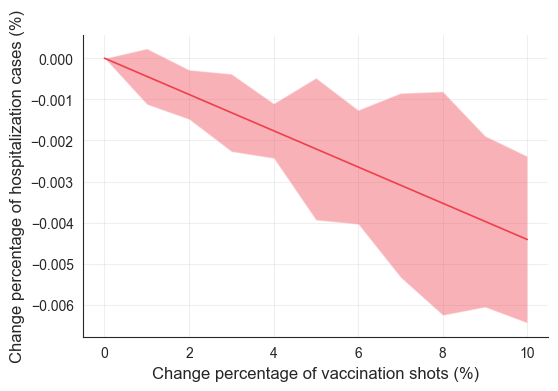 Change percentage of hospitalization cases (%)
0.000
−0.001
−0.002
−0.003
−0.004
−0.005
−0.006
0 2 4 6 8 10
Change percentage of vaccination shots (%)